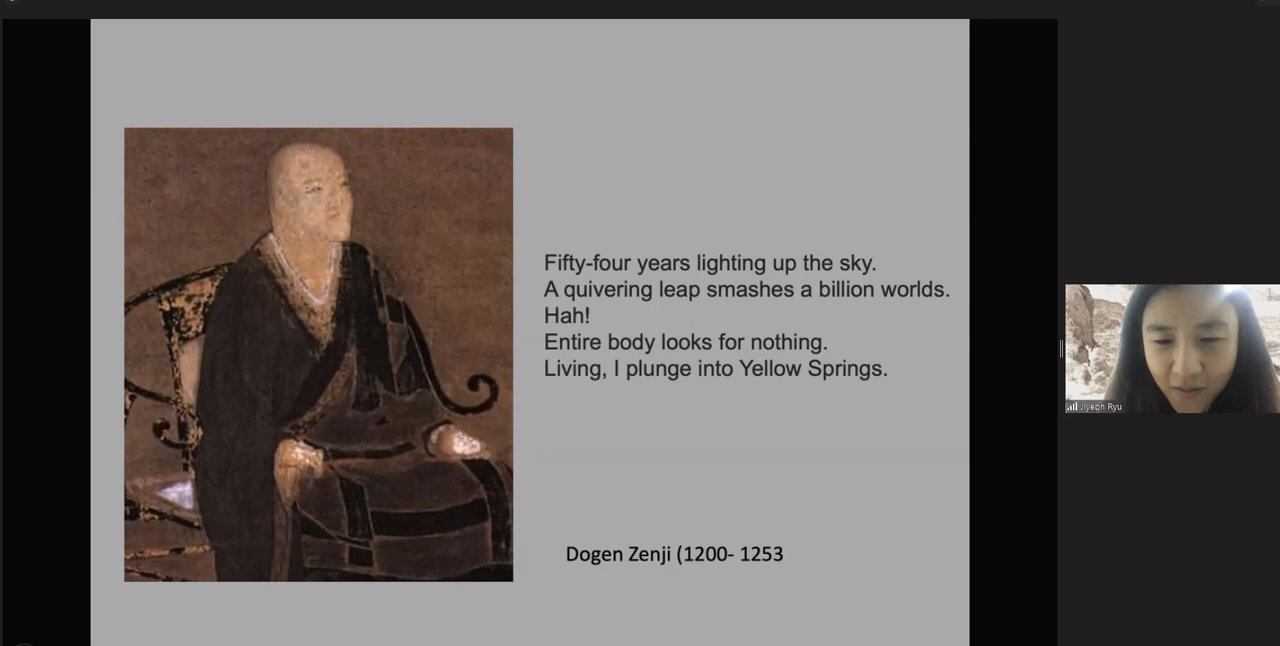 Fifty-four years lighting up the sky.
A quivering leap smashes a billion worlds.
Hah!
Entire body looks for nothing.
Living, I plunge into Yellow Springs.
Dogen Zenji (1200- 1253
Jiyeon Ryu